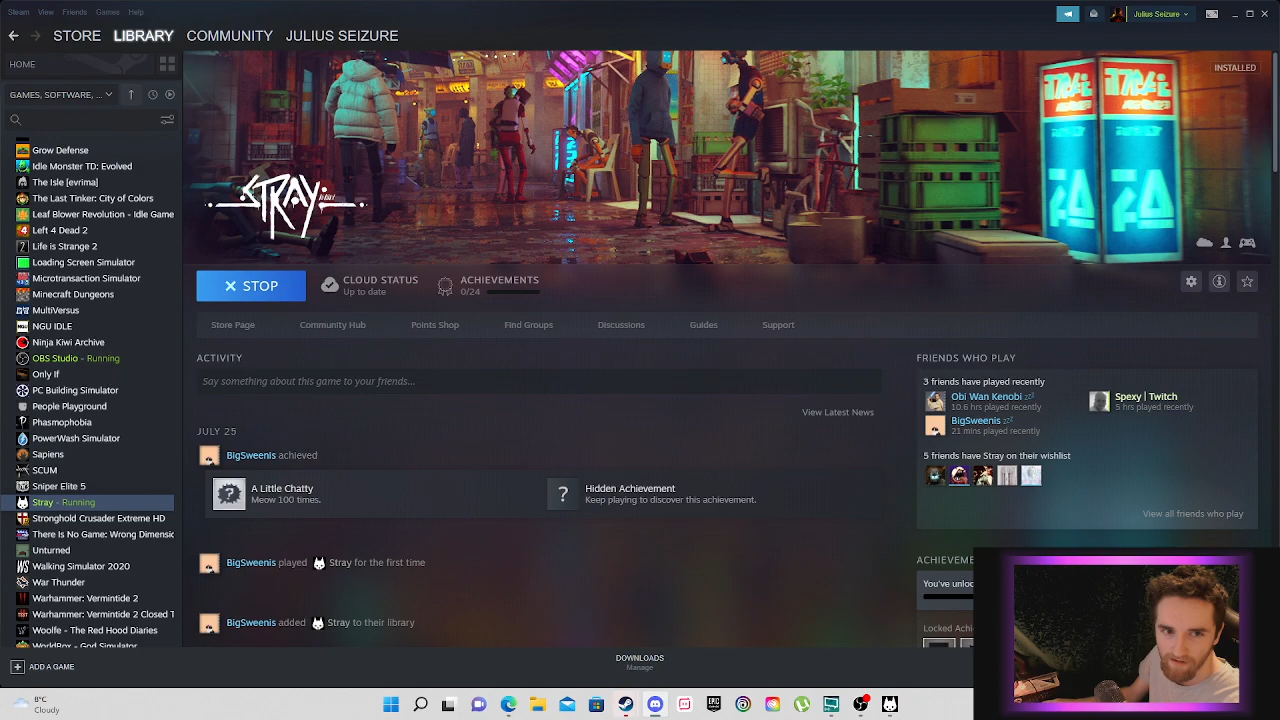 Steam View Friends Games Help
Julius Seizure
STORE LIBRARY COMMUNITY JULIUS SEIZURE
HOME
INSTALLED
GAMES, SOFTWARE, ...
Grow Defense
Idle Monster TD: Evolved
The Isle [evrima]
The Last Tinker: City of Colors
Leaf Blower Revolution - Idle Game
Left 4 Dead 2
Life is Strange 2
Loading Screen Simulator
Microtransaction Simulator
Minecraft Dungeons
MultiVersus
NGU IDLE
Ninja Kiwi Archive
OBS Studio - Running
Only If
PC Building Simulator
People Playground
Phasmophobia
PowerWash Simulator
Sapiens
SCUM
Sniper Elite 5
Stray - Running
Stronghold Crusader Extreme HD
There Is No Game: Wrong Dimensic
Unturned
Walking Simulator 2020
War Thunder
Warhammer: Vermintide 2
Warhammer: Vermintide 2 Closed T
Woolfe - The Red Hood Diaries
WorldBox - God Simulator
ADD A GAME
STRAY
STOP
CLOUD STATUS
Up to date
ACHIEVEMENTS
0/24
Store Page Community Hub Points Shop Find Groups Discussions Guides Support
ACTIVITY
Say something about this game to your friends...
View Latest News
JULY 25
BigSweenis achieved
A Little Chatty
Meow 100 times.
?
Hidden Achievement
Keep playing to discover this achievement.
BigSweenis played Stray for the first time
BigSweenis added Stray to their library
FRIENDS WHO PLAY
3 friends have played recently
Obi Wan Kenobi zzz
10.6 hrs played recently
Spexy | Twitch
5 hrs played recently
BigSweenis zzz
21 mins played recently
5 friends have Stray on their wishlist
View all friends who play
ACHIEVEME
You've unloc
Locked Achi
DOWNLOADS
Manage
Cloudy